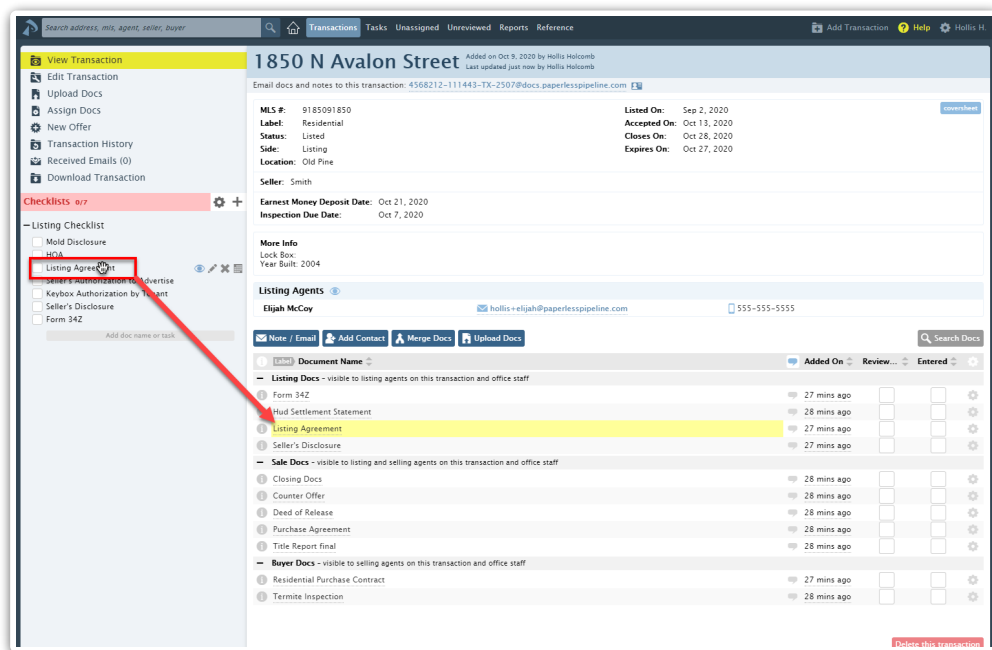 Search address, mls, agent, seller, buyer
Transactions Tasks Unassigned Unreviewed Reports Reference
Add Transaction ? Help Hollis H.
View Transaction
Edit Transaction
Upload Docs
Assign Docs
New Offer
Transaction History
Received Emails (0)
Download Transaction
Checklists 0/7
Listing Checklist
Mold Disclosure
HOA
Listing Agreement
Seller's Authorization to Advertise
Keybox Authorization by Tenant
Seller's Disclosure
Form 34Z
Add doc name or task
1850 N Avalon Street
Added on Oct 9, 2020 by Hollis Holcomb
Last updated just now by Hollis Holcomb
Email docs and notes to this transaction: 4568212-111443-TX-2507@docs.paperlesspipeline.com
MLS #: 9185091850
Label: Residential
Status: Listed
Side: Listing
Location: Old Pine
Listed On: Sep 2, 2020
Accepted On: Oct 13, 2020
Closes On: Oct 28, 2020
Expires On: Oct 27, 2020
coversheet
Seller: Smith
Earnest Money Deposit Date: Oct 21, 2020
Inspection Due Date: Oct 7, 2020
More Info
Lock Box:
Year Built: 2004
Listing Agents
Elijah McCoy hollis+elijah@paperlesspipeline.com 555-555-5555
Note / Email Add Contact Merge Docs Upload Docs Search Docs
Label Document Name Added On Review... Entered
Listing Docs - visible to listing agents on this transaction and office staff
Form 34Z 27 mins ago
Hud Settlement Statement 28 mins ago
Listing Agreement 27 mins ago
Seller's Disclosure 27 mins ago
Sale Docs - visible to listing and selling agents on this transaction and office staff
Closing Docs 28 mins ago
Counter Offer 28 mins ago
Deed of Release 28 mins ago
Purchase Agreement 28 mins ago
Title Report final 28 mins ago
Buyer Docs - visible to selling agents on this transaction and office staff
Residential Purchase Contract 27 mins ago
Termite Inspection 28 mins ago
Delete this transaction